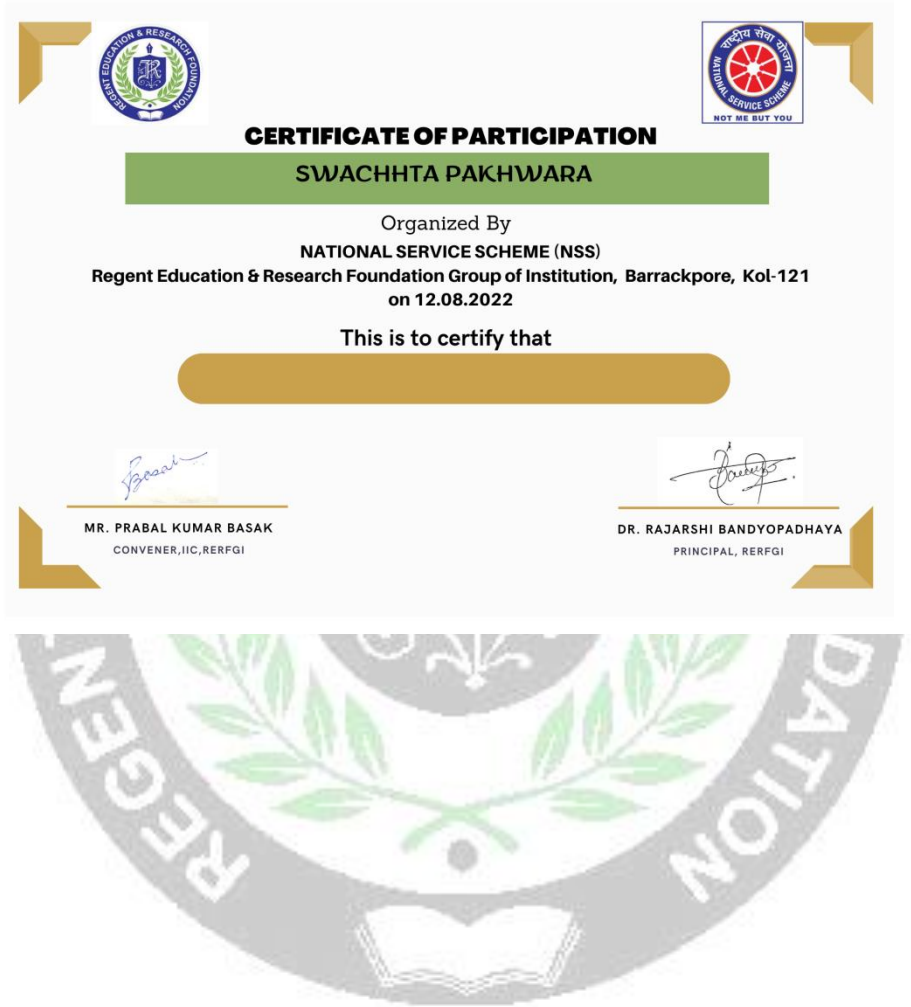 REGENT EDUCATION & RESEARCH FOUNDATION
R
राष्ट्रीय सेवा योजना
NATIONAL SERVICE SCHEME
NOT ME BUT YOU
CERTIFICATE OF PARTICIPATION
SWACHHTA PAKHWARA
Organized By
NATIONAL SERVICE SCHEME (NSS)
Regent Education & Research Foundation Group of Institution, Barrackpore, Kol-121
on 12.08.2022
This is to certify that
Basak
MR. PRABAL KUMAR BASAK
CONVENER,IIC,RERFGI
DR. RAJARSHI BANDYOPADHAYA
PRINCIPAL, RERFGI
REGEN
DATION